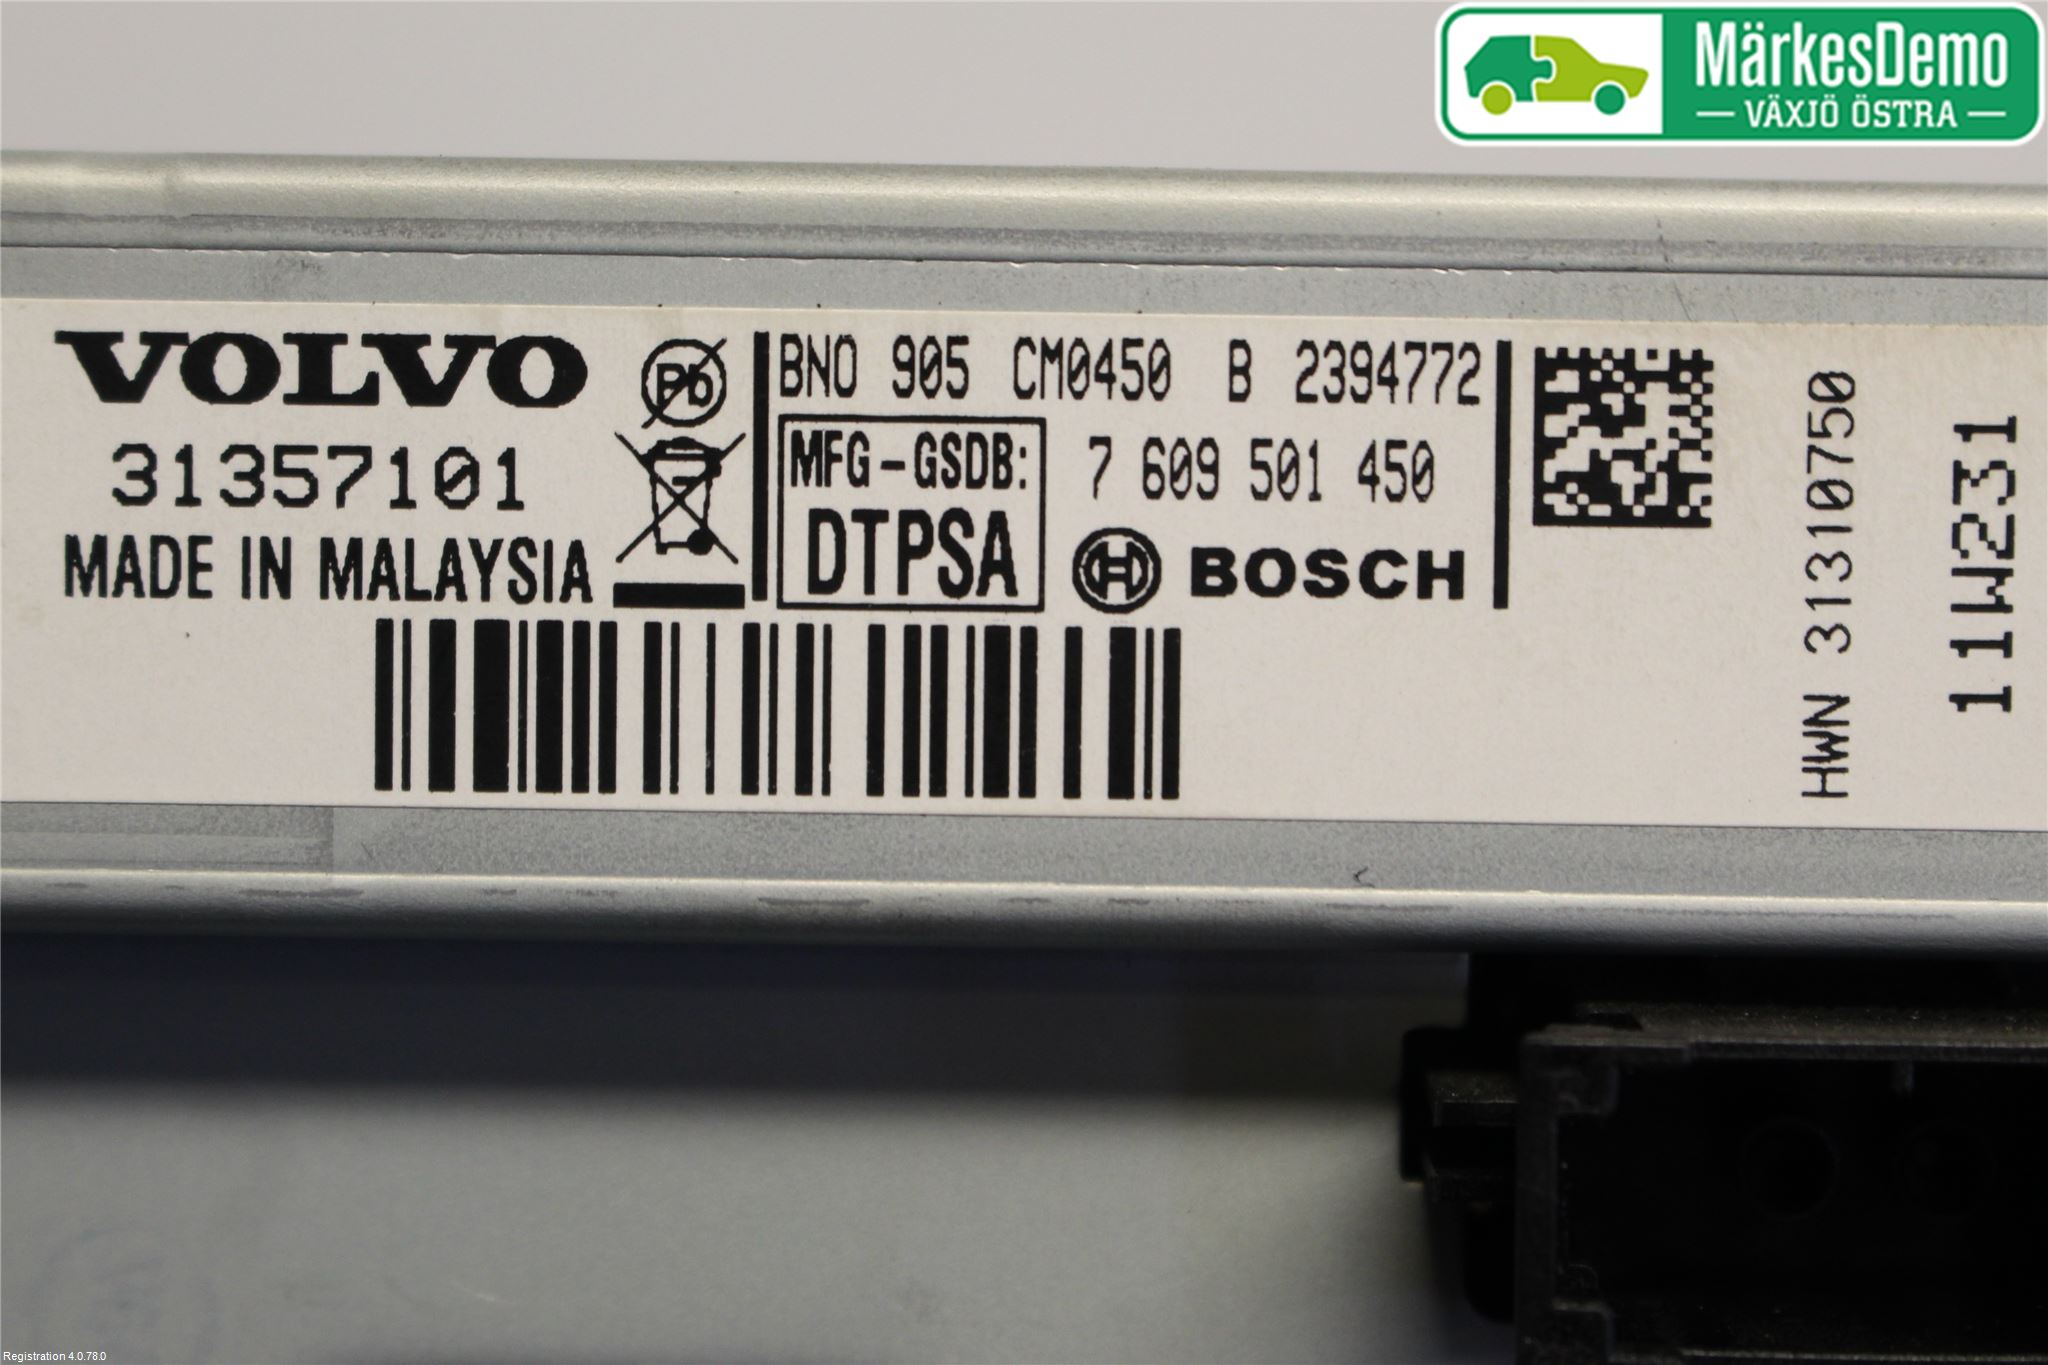 MärkesDemo
VÄXJÖ ÖSTRA
VOLVO
31357101
MADE IN MALAYSIA
Pb
BNO 905 CM0450 B 2394772
MFG-GSDB:
DTPSA
7 609 501 450
BOSCH
HWN 31310750
11W231
Registration 4.0.78.0